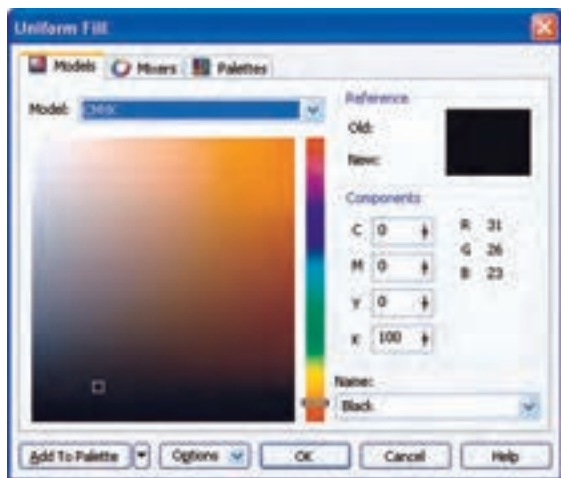 Uniform Fill
Models Mixers Palettes
Model: CMYK
Reference
Old:
New:
Components
C 0 R 31
M 0 G 26
B 23
Y 0
K 100
Name:
Black
Add To Palette Options OK Cancel Help